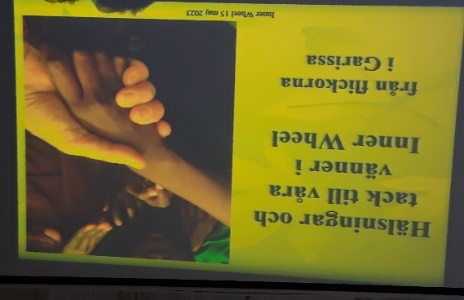 Hälsningar och
tack till våra
vänner i
Inner Wheel
från flickorna
i Garissa
Inner Wheel 15 maj 2023